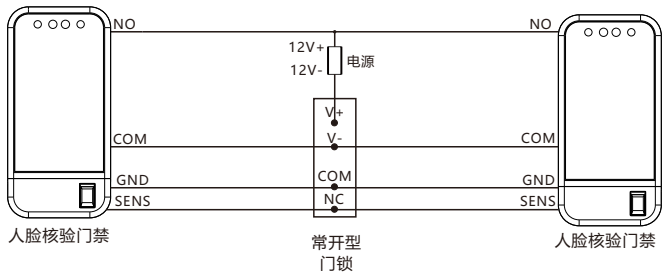 NO
NO
12V+
12V-
电源
V+
V-
COM
COM
COM
GND
GND
NC
SENS
SENS
人脸核验门禁
常开型
门锁
人脸核验门禁